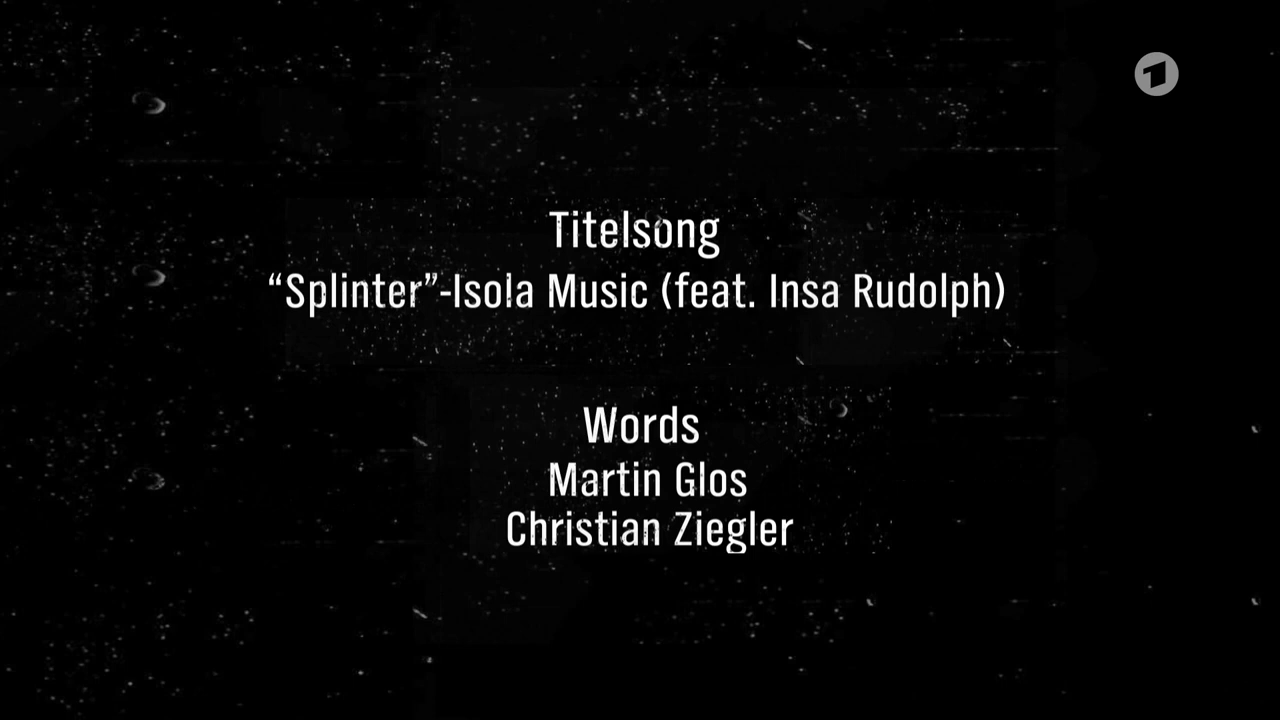 Titelsong
“Splinter”-Isola Music (feat. Insa Rudolph)
Words
Martin Glos
Christian Ziegler